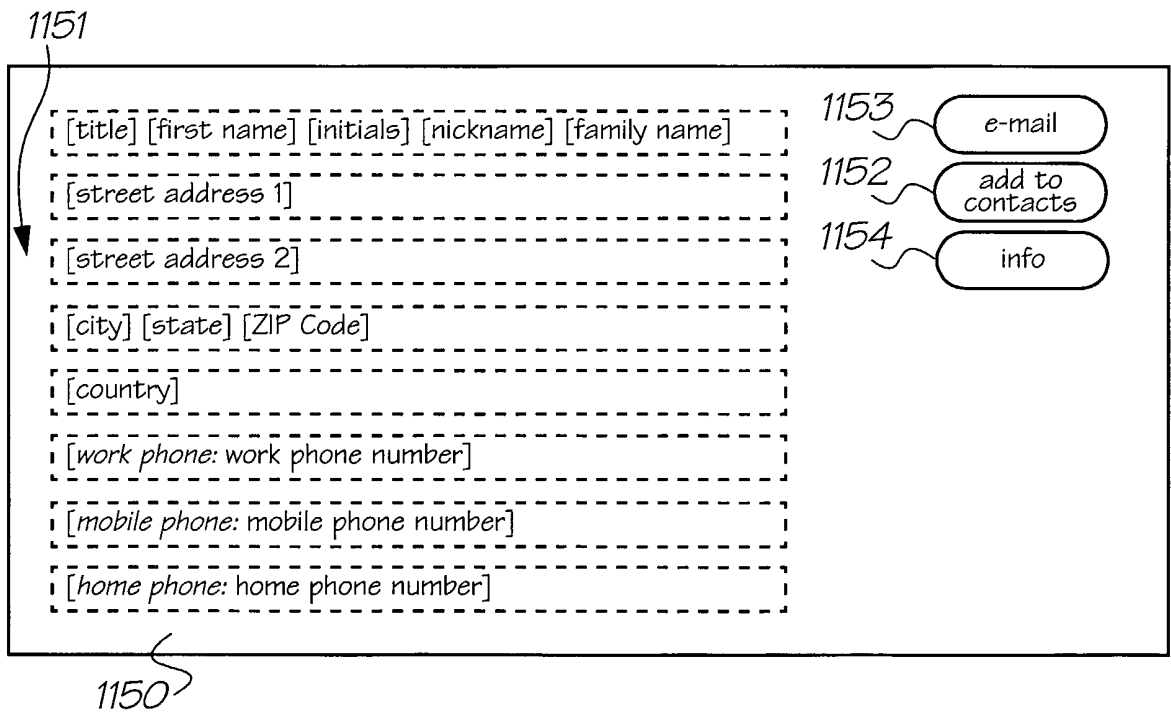 1151
[title] [first name] [initials] [nickname] [family name]
[street address 1]
[street address 2]
[city] [state] [ZIP Code]
[country]
[work phone: work phone number]
[mobile phone: mobile phone number]
[home phone: home phone number]
1153
e-mail
1152
add to
contacts
1154
info
1150